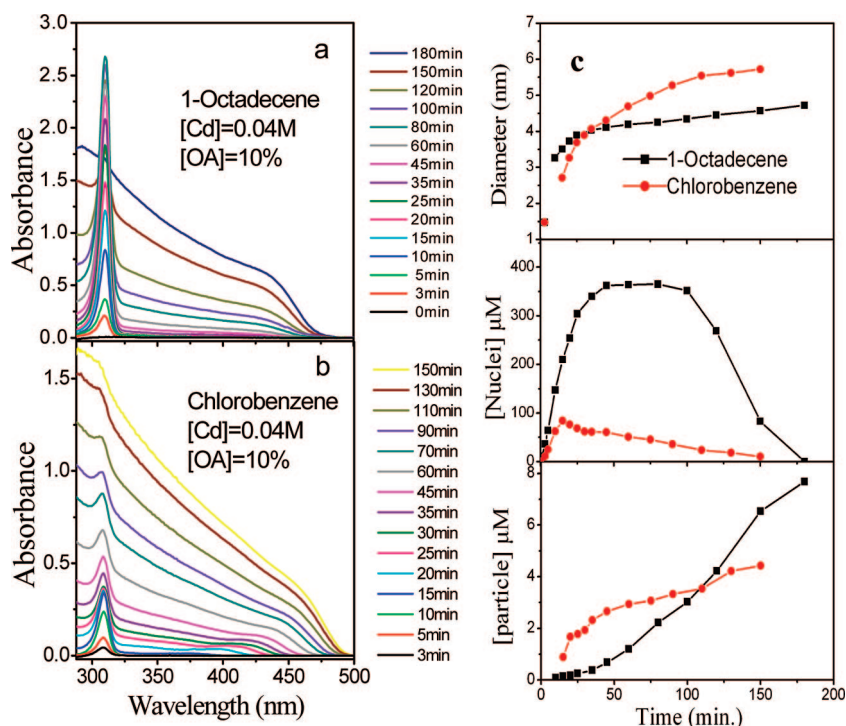 a
1-Octadecene
[Cd]=0.04M
[OA]=10%
Absorbance
3.0
2.5
2.0
1.5
1.0
0.5
0.0
180min
150min
120min
100min
80min
60min
45min
35min
25min
20min
15min
10min
5min
3min
0min
b
Chlorobenzene
[Cd]=0.04M
[OA]=10%
Absorbance
1.5
1.0
0.5
0.0
300 350 400 450 500
Wavelength (nm)
150min
130min
110min
90min
70min
60min
45min
35min
30min
25min
20min
15min
10min
5min
3min
c
Diameter (nm)
7
6
5
4
3
2
1
1-Octadecene
Chlorobenzene
[Nuclei] μM
400
300
200
100
0
[particle] μM
8
6
4
2
0
0 50 100 150 200
Time (min.)